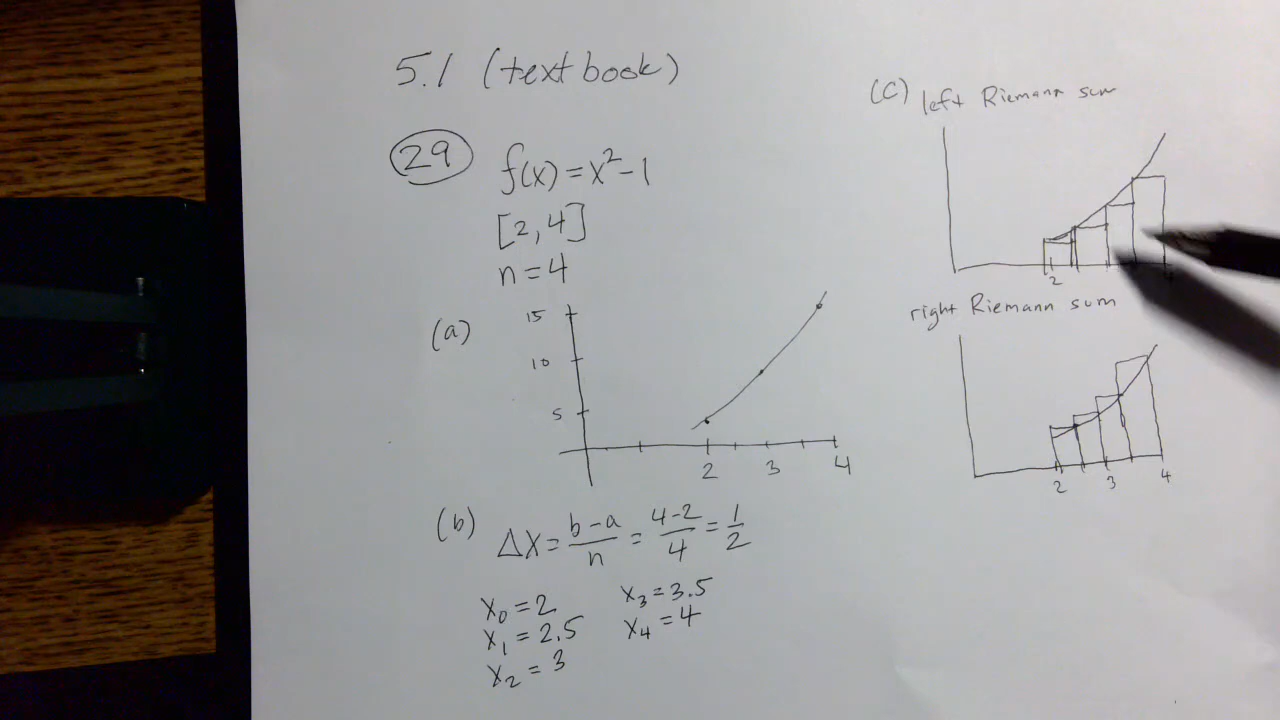 5.1 (textbook)
29
f(x) = x² - 1
[2, 4]
n = 4
(a)
15
10
5
2 3 4
(b) Δx = b-a/n = 4-2/4 = 1/2
x₀ = 2
x₁ = 2.5
x₂ = 3
x₃ = 3.5
x₄ = 4
(c) left Riemann sum
2
right Riemann sum
2 3 4